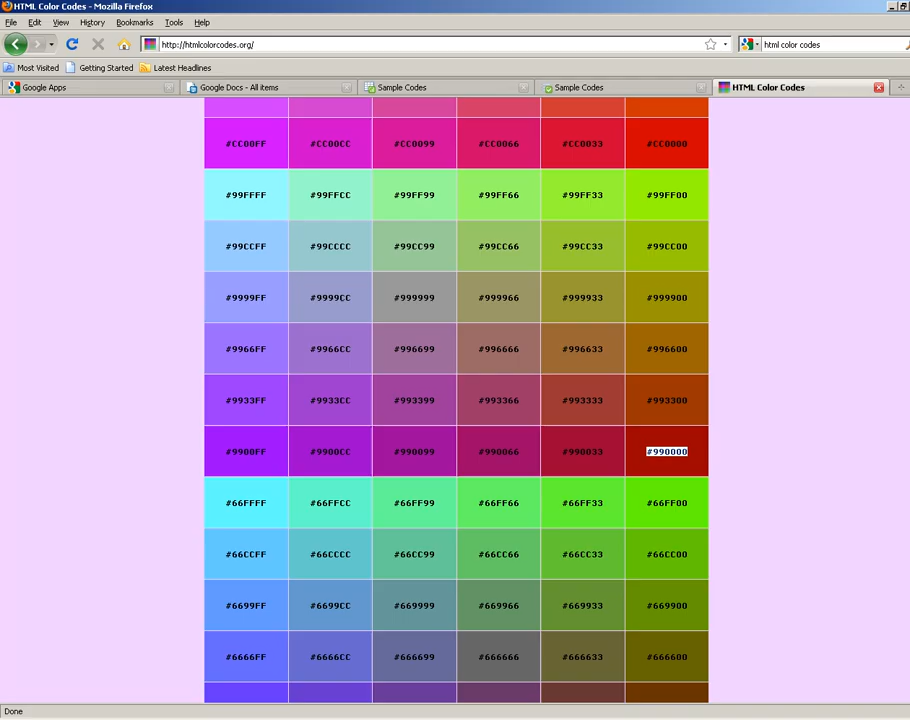 HTML Color Codes - Mozilla Firefox
File Edit View History Bookmarks Tools Help
http://htmlcolorcodes.org/ html color codes
Most Visited Getting Started Latest Headlines
Google Apps Google Docs - All items Sample Codes Sample Codes HTML Color Codes
#CC00FF #CC00CC #CC0099 #CC0066 #CC0033 #CC0000
#99FFFF #99FFCC #99FF99 #99FF66 #99FF33 #99FF00
#99CCFF #99CCCC #99CC99 #99CC66 #99CC33 #99CC00
#9999FF #9999CC #999999 #999966 #999933 #999900
#9966FF #9966CC #996699 #996666 #996633 #996600
#9933FF #9933CC #993399 #993366 #993333 #993300
#9900FF #9900CC #990099 #990066 #990033 #990000
#66FFFF #66FFCC #66FF99 #66FF66 #66FF33 #66FF00
#66CCFF #66CCCC #66CC99 #66CC66 #66CC33 #66CC00
#6699FF #6699CC #669999 #669966 #669933 #669900
#6666FF #6666CC #666699 #666666 #666633 #666600
Done